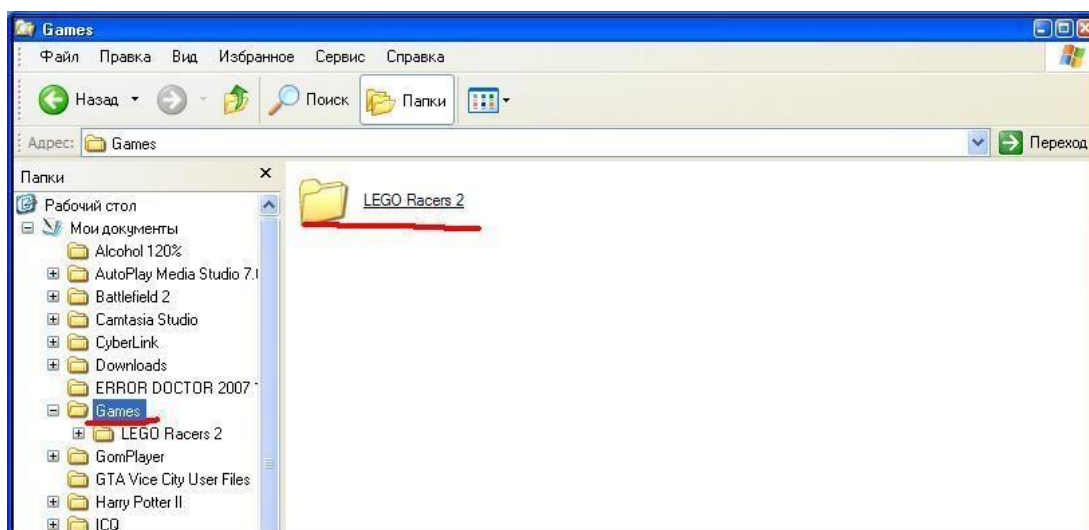 Games
Файл Правка Вид Избранное Сервис Справка
Назад Поиск Папки
Адрес: Games Переход
Папки
Рабочий стол
Мои документы
Alcohol 120%
AutoPlay Media Studio 7.
Battlefield 2
Camtasia Studio
CyberLink
Downloads
ERROR DOCTOR 2007
Games
LEGO Racers 2
GomPlayer
GTA Vice City User Files
Harry Potter II
ICQ
LEGO Racers 2